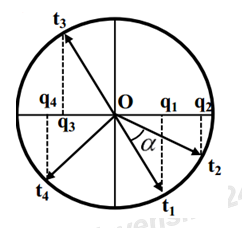 t₃
q₄ O q₁ q₂
q₃ α
t₄ t₂
t₁